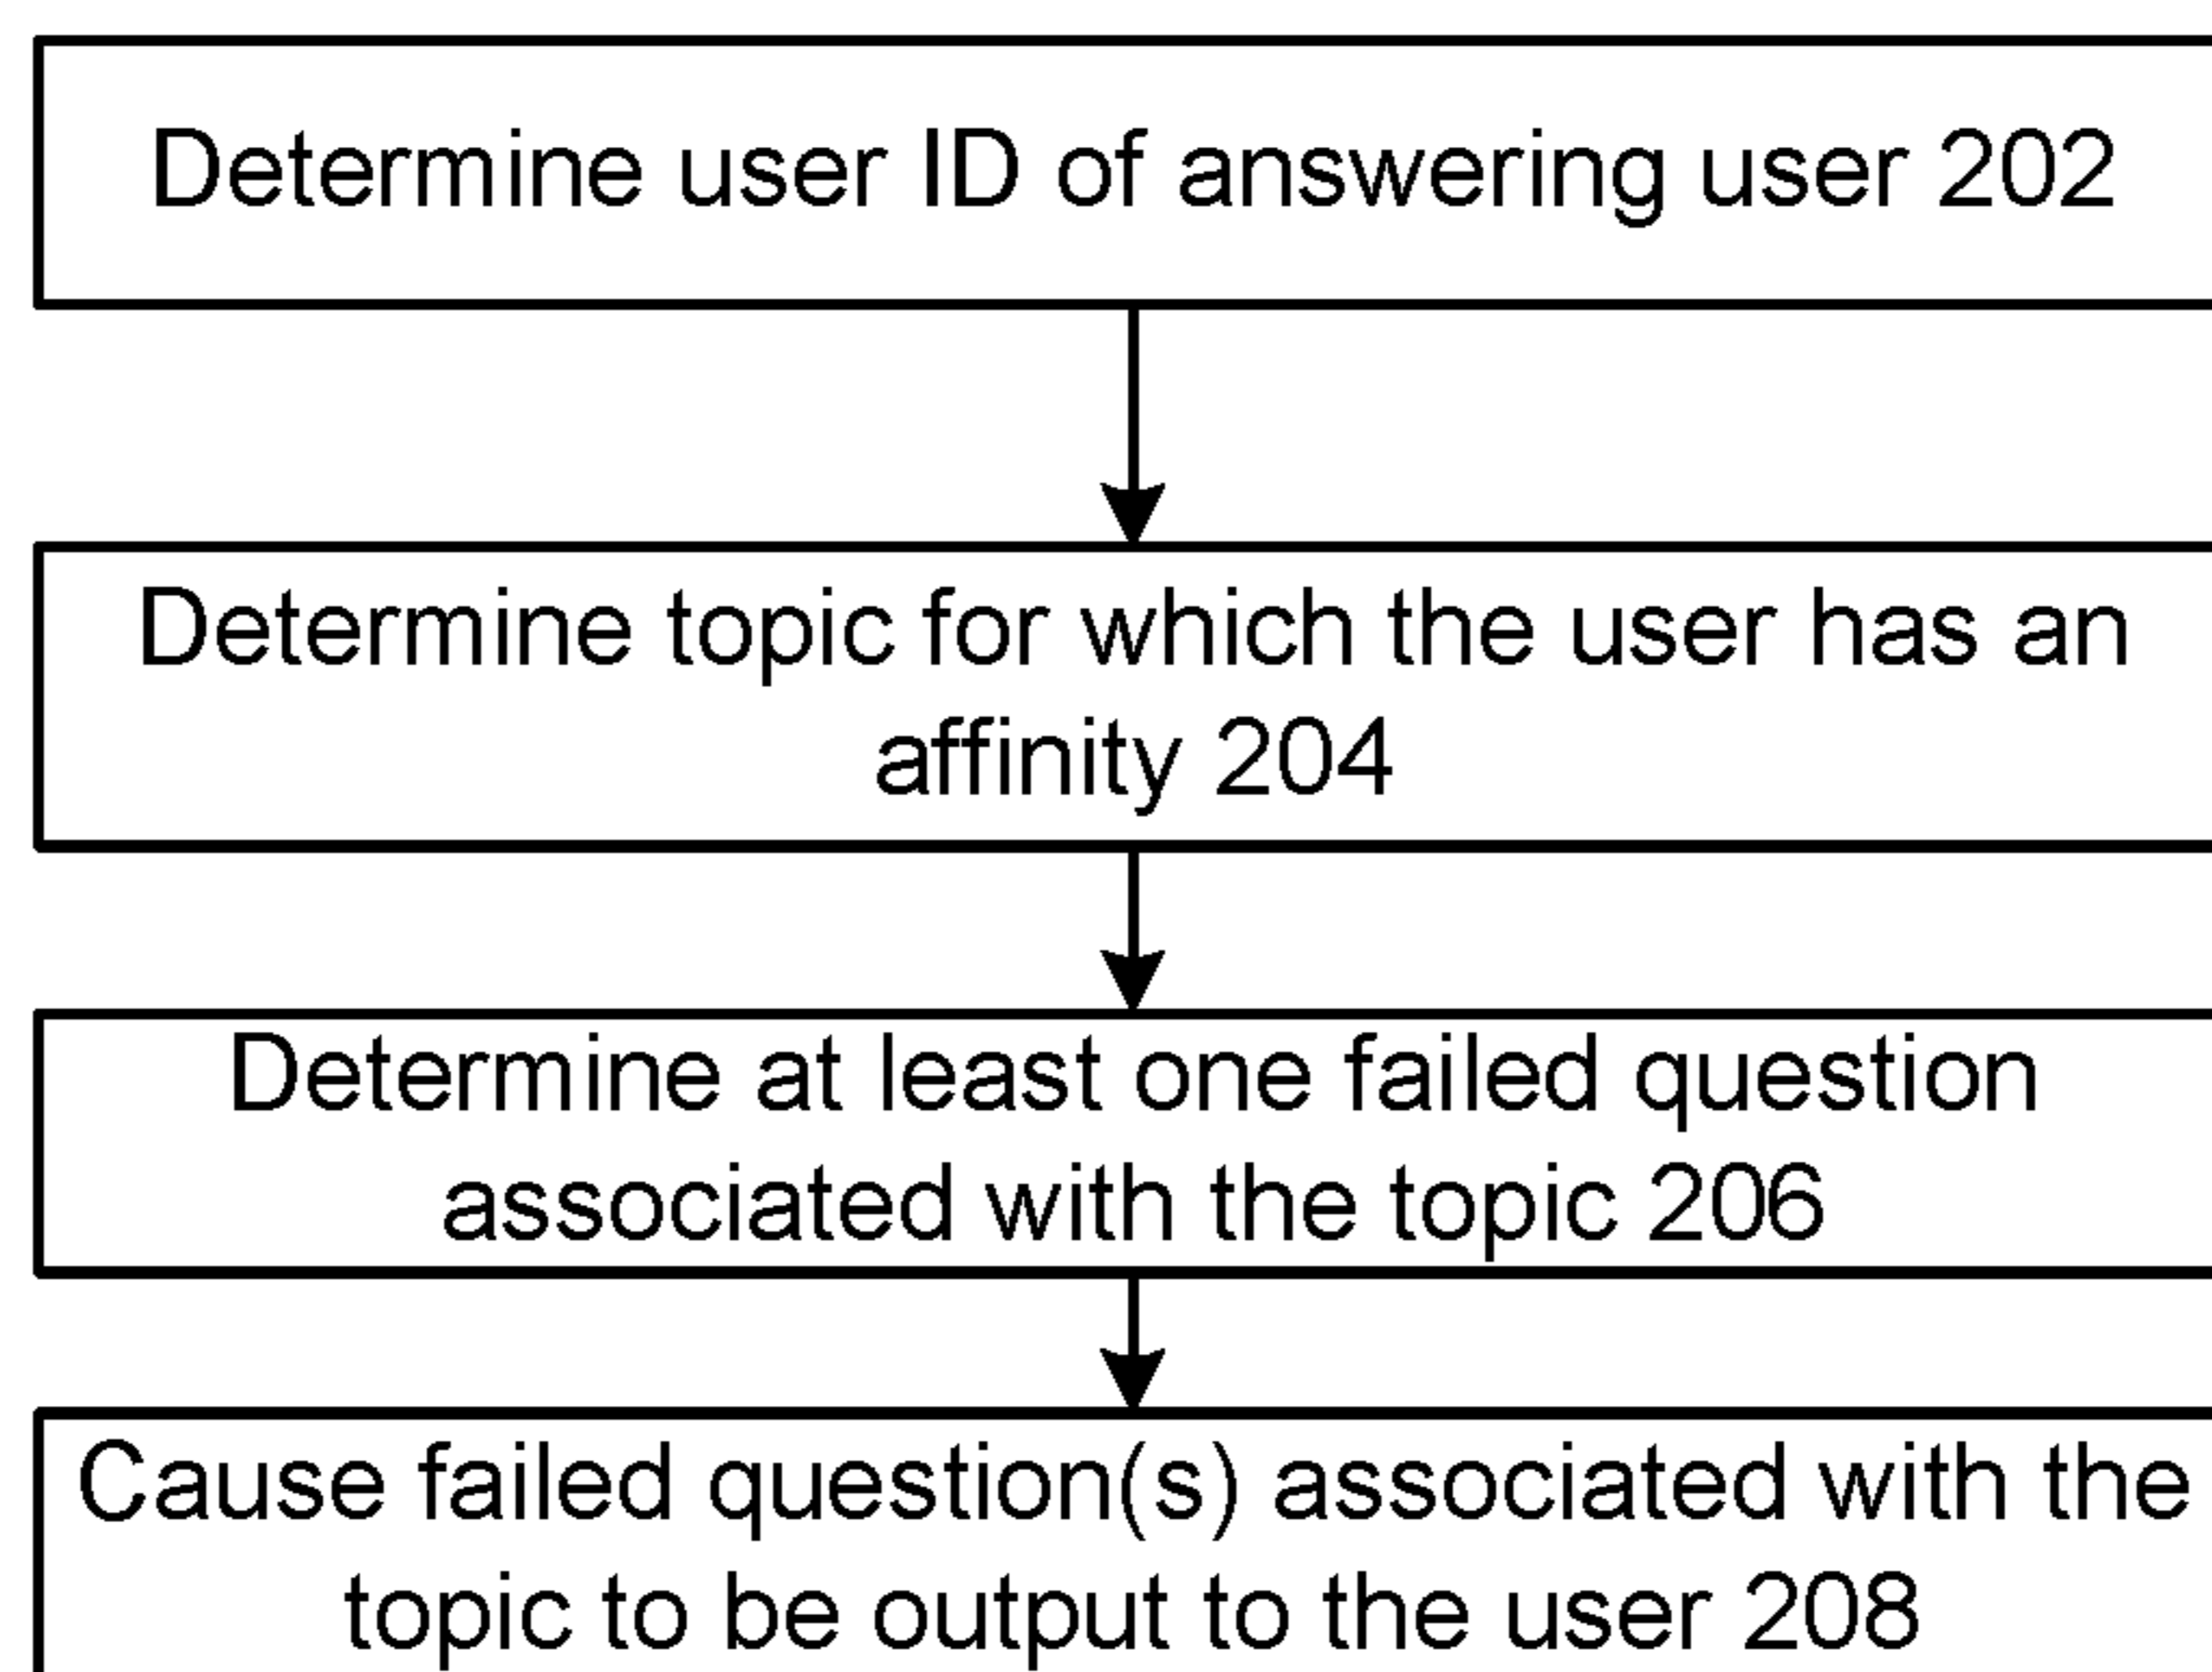 Determine user ID of answering user 202
Determine topic for which the user has an
affinity 204
Determine at least one failed question
associated with the topic 206
Cause failed question(s) associated with the
topic to be output to the user 208